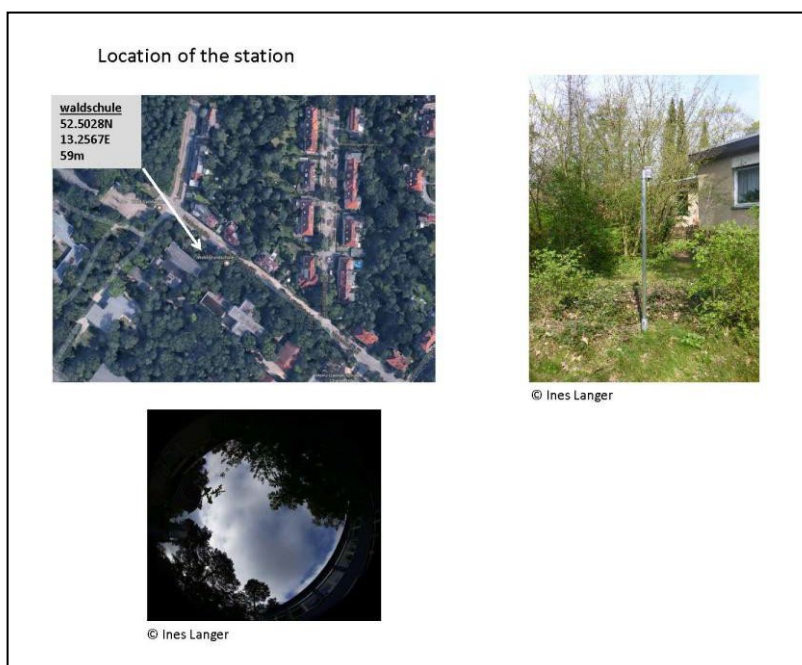 Location of the station
waldschule
52.5028N
13.2567E
59m
© Ines Langer
© Ines Langer